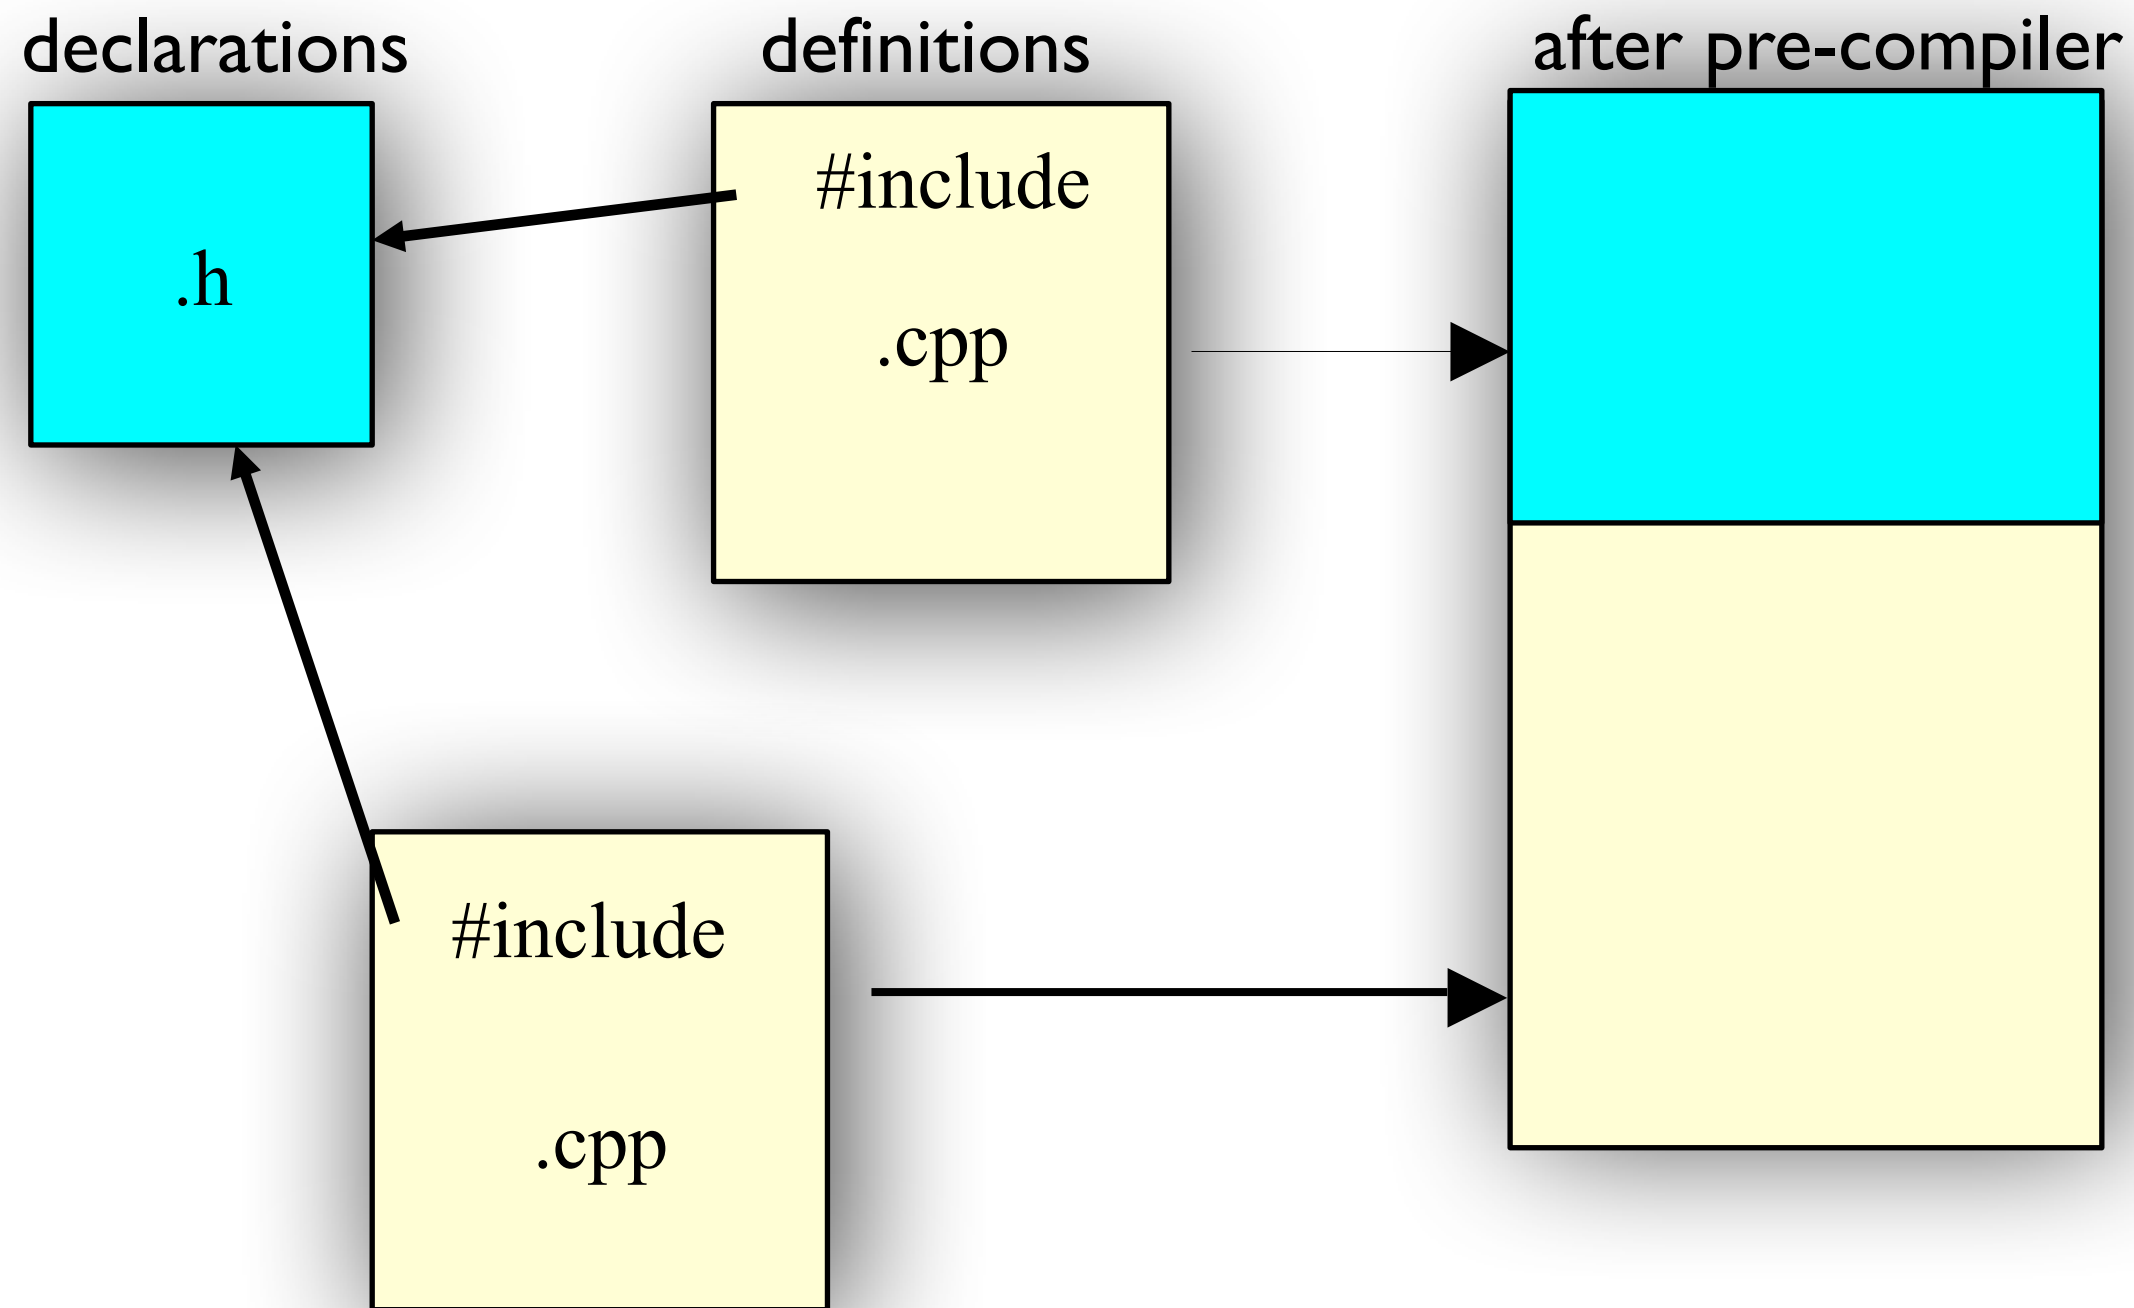 declarations
definitions
after pre-compiler
#include
.h
.cpp
#include
.cpp